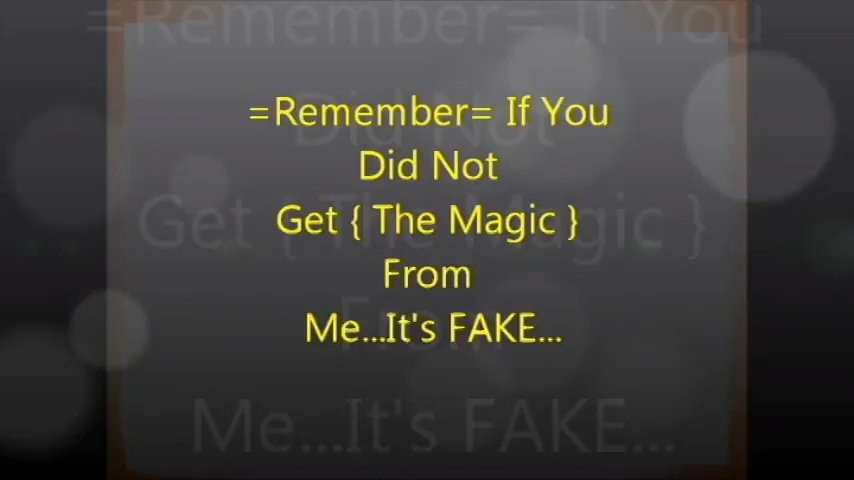 =Remember= If You
Did Not
Get { The Magic }
From
Me...It's FAKE...